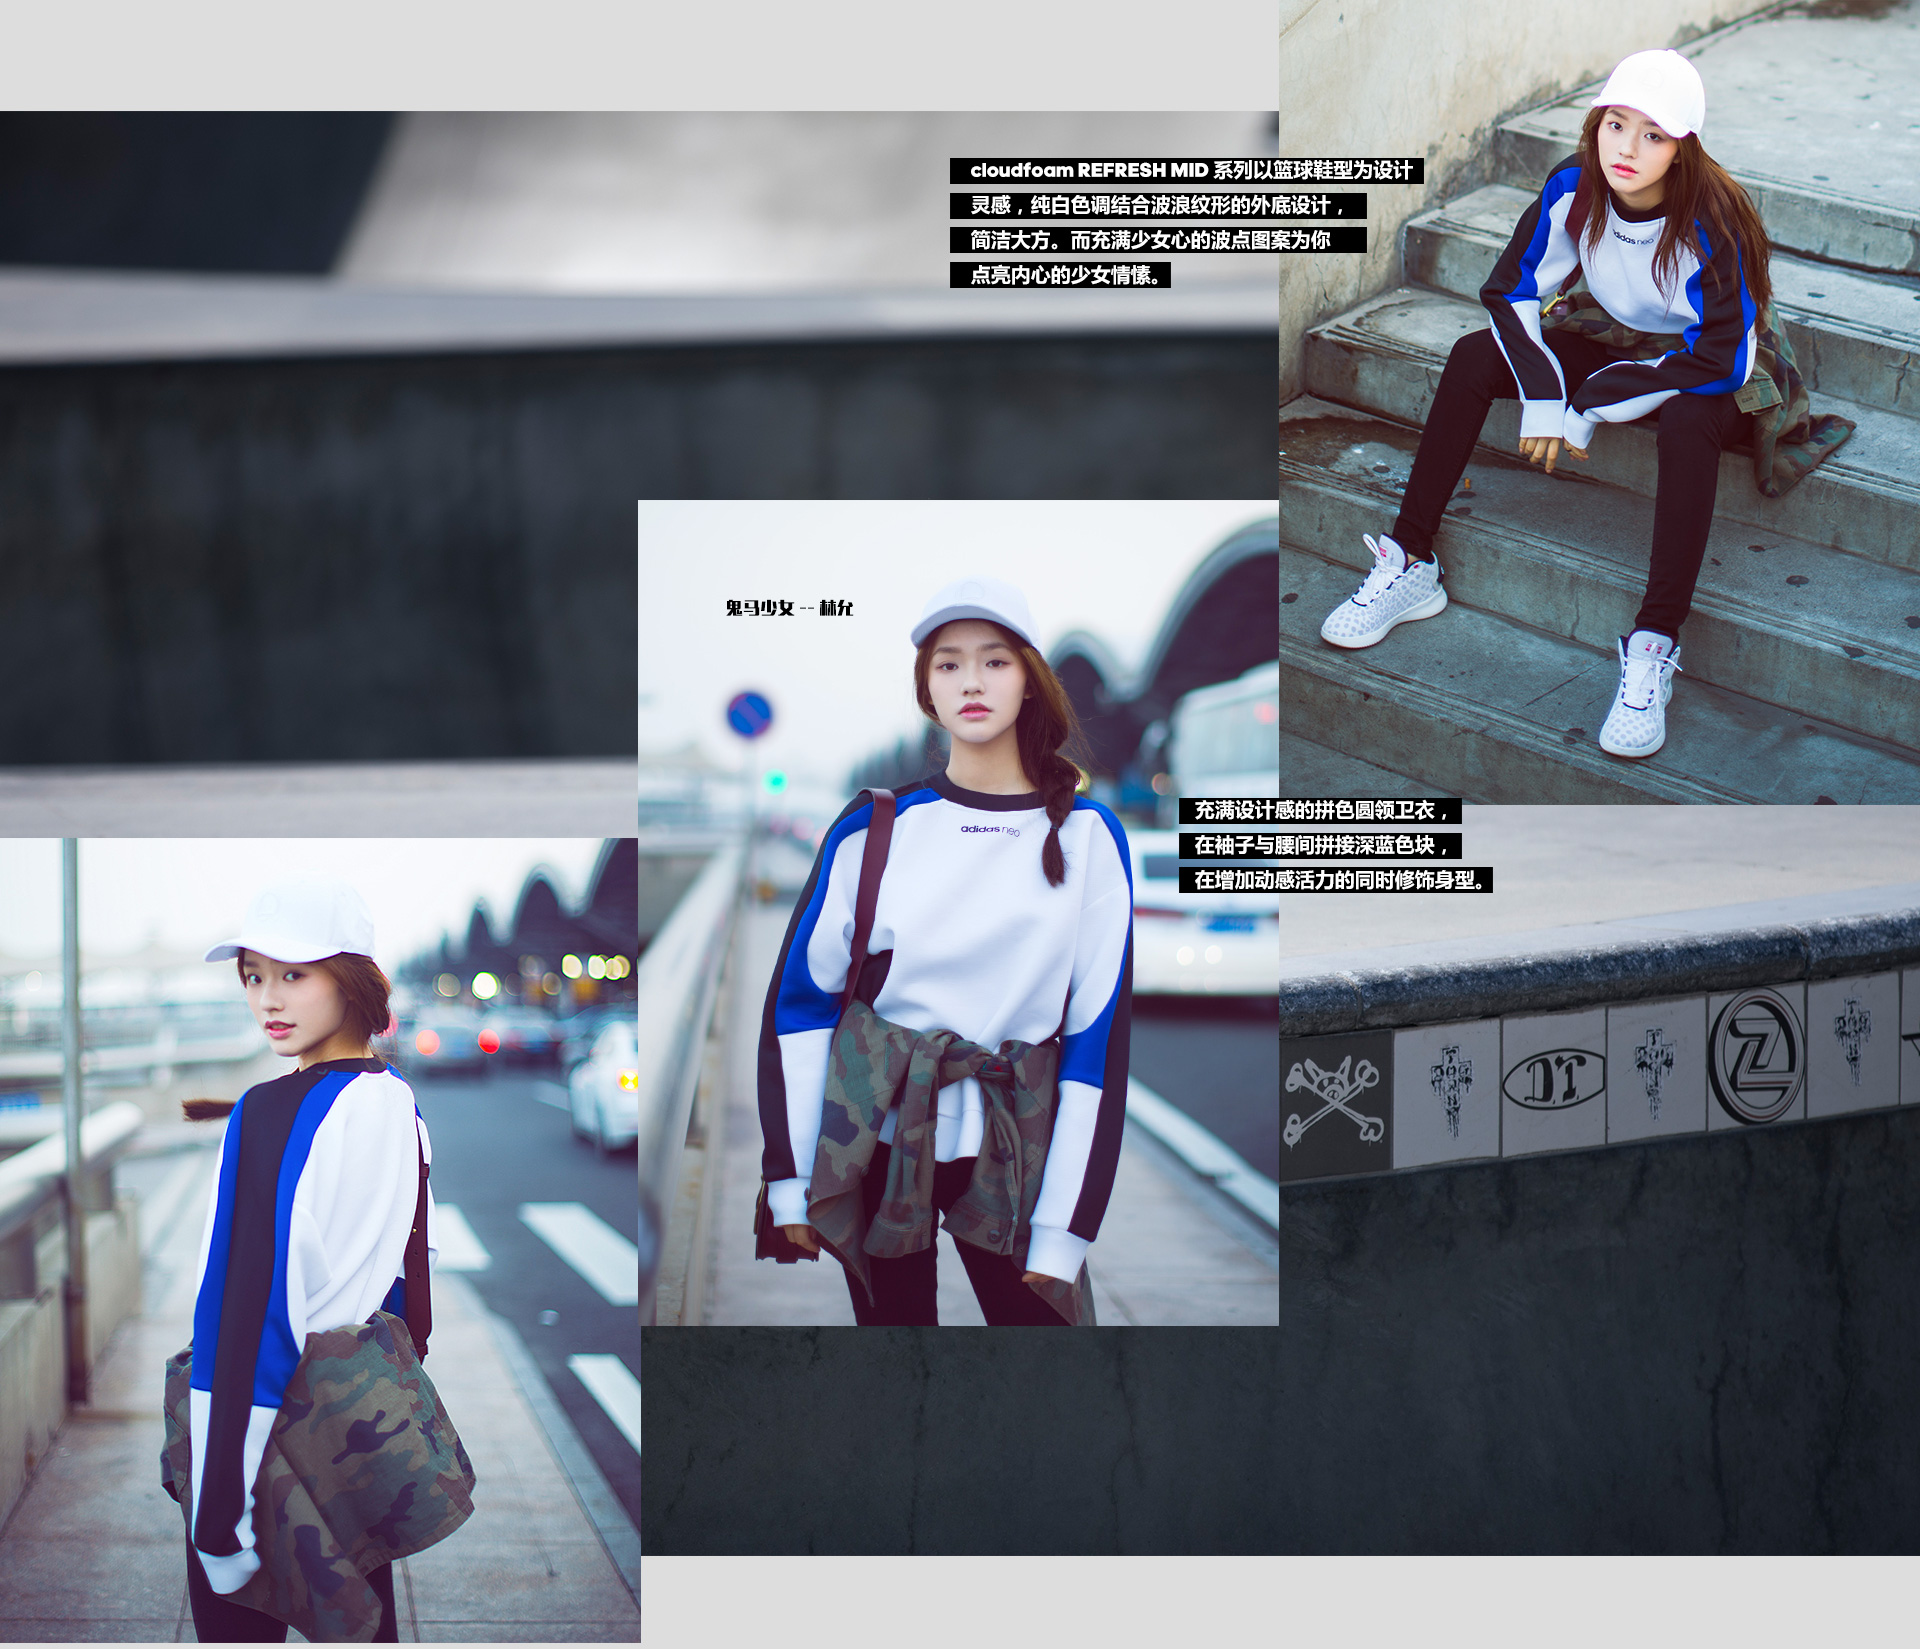 cloudfoam REFRESH MID 系列以篮球鞋型为设计
灵感，纯白色调结合波浪纹形的外底设计，
简洁大方。而充满少女心的波点图案为你
点亮内心的少女情愫。
adidas neo
鬼马少女 -- 林允
adidas neo
充满设计感的拼色圆领卫衣，
在袖子与腰间拼接深蓝色块，
在增加动感活力的同时修饰身型。
Dr
Z